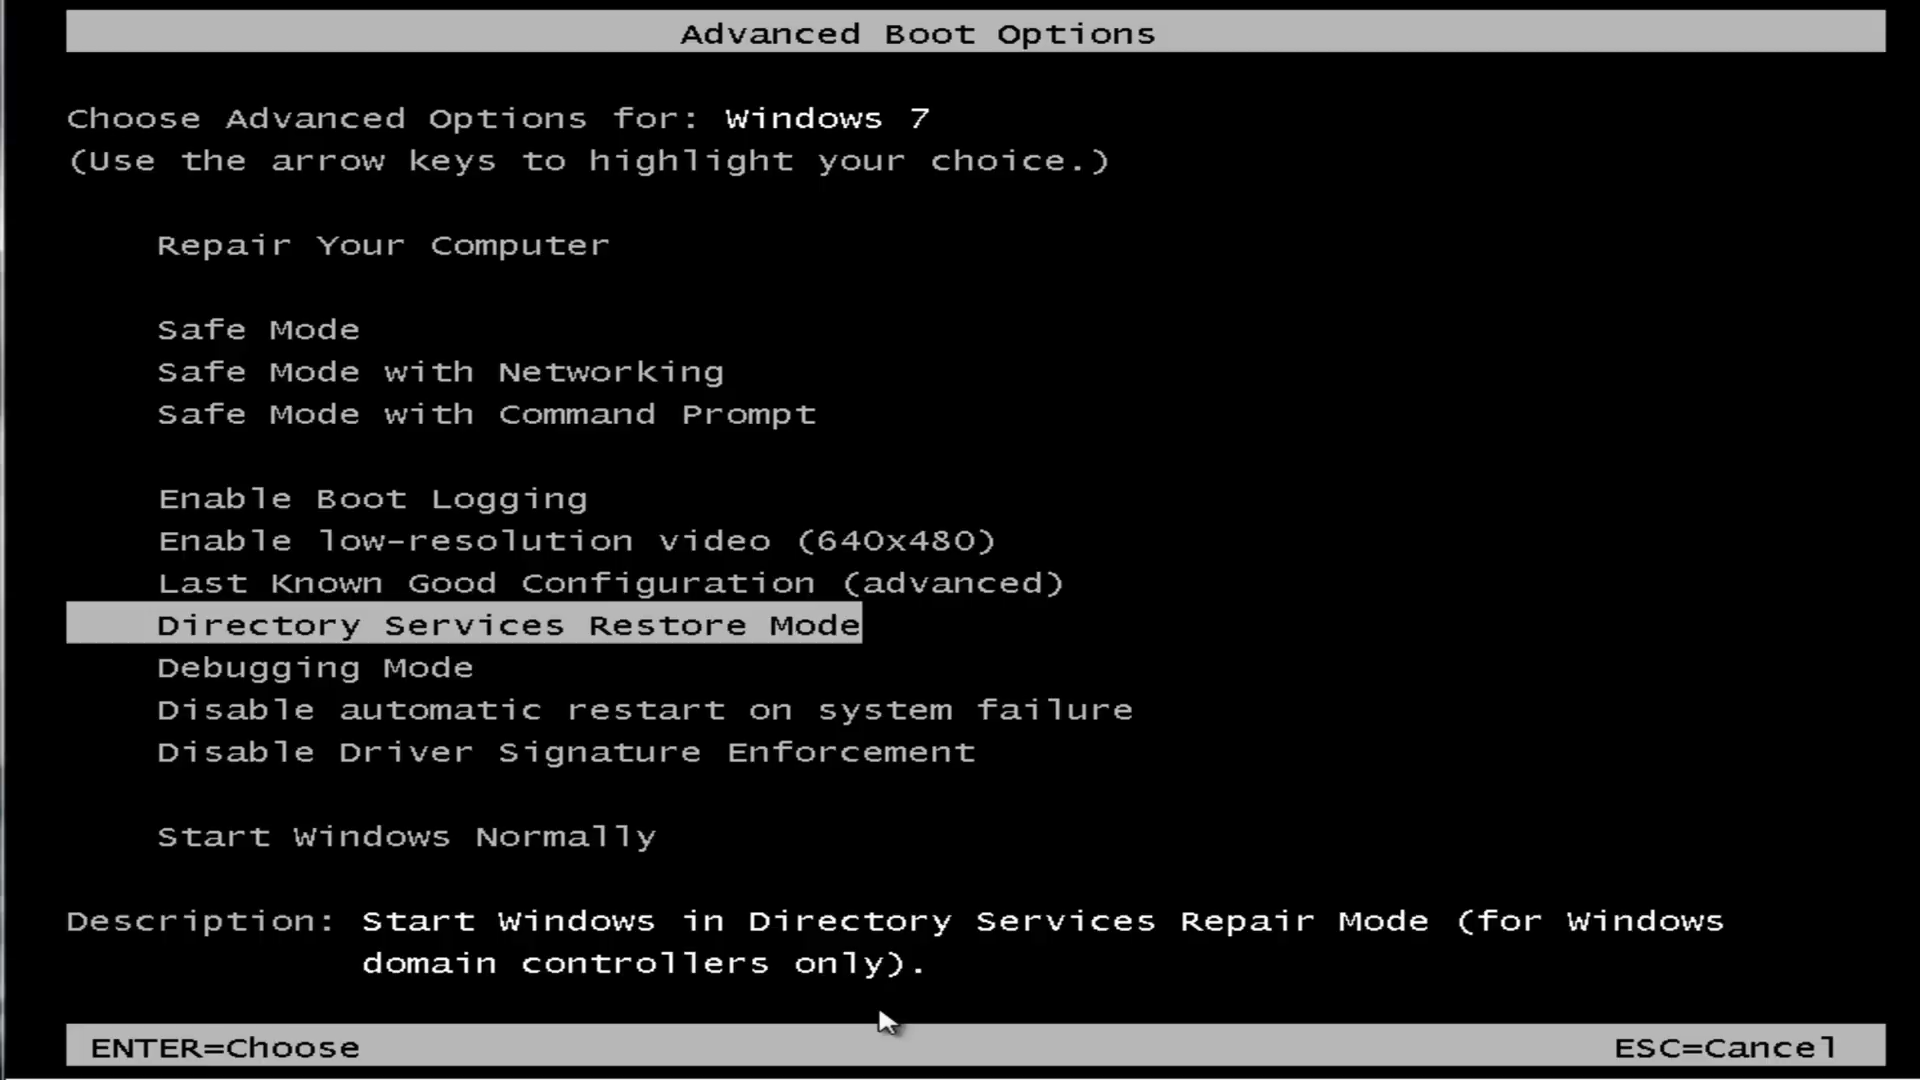 Advanced Boot Options
Choose Advanced Options for: Windows 7
(Use the arrow keys to highlight your choice.)
Repair Your Computer
Safe Mode
Safe Mode with Networking
Safe Mode with Command Prompt
Enable Boot Logging
Enable low-resolution video (640x480)
Last Known Good Configuration (advanced)
Directory Services Restore Mode
Debugging Mode
Disable automatic restart on system failure
Disable Driver Signature Enforcement
Start Windows Normally
Description: Start Windows in Directory Services Repair Mode (for Windows
domain controllers only).
ENTER=Choose ESC=Cancel